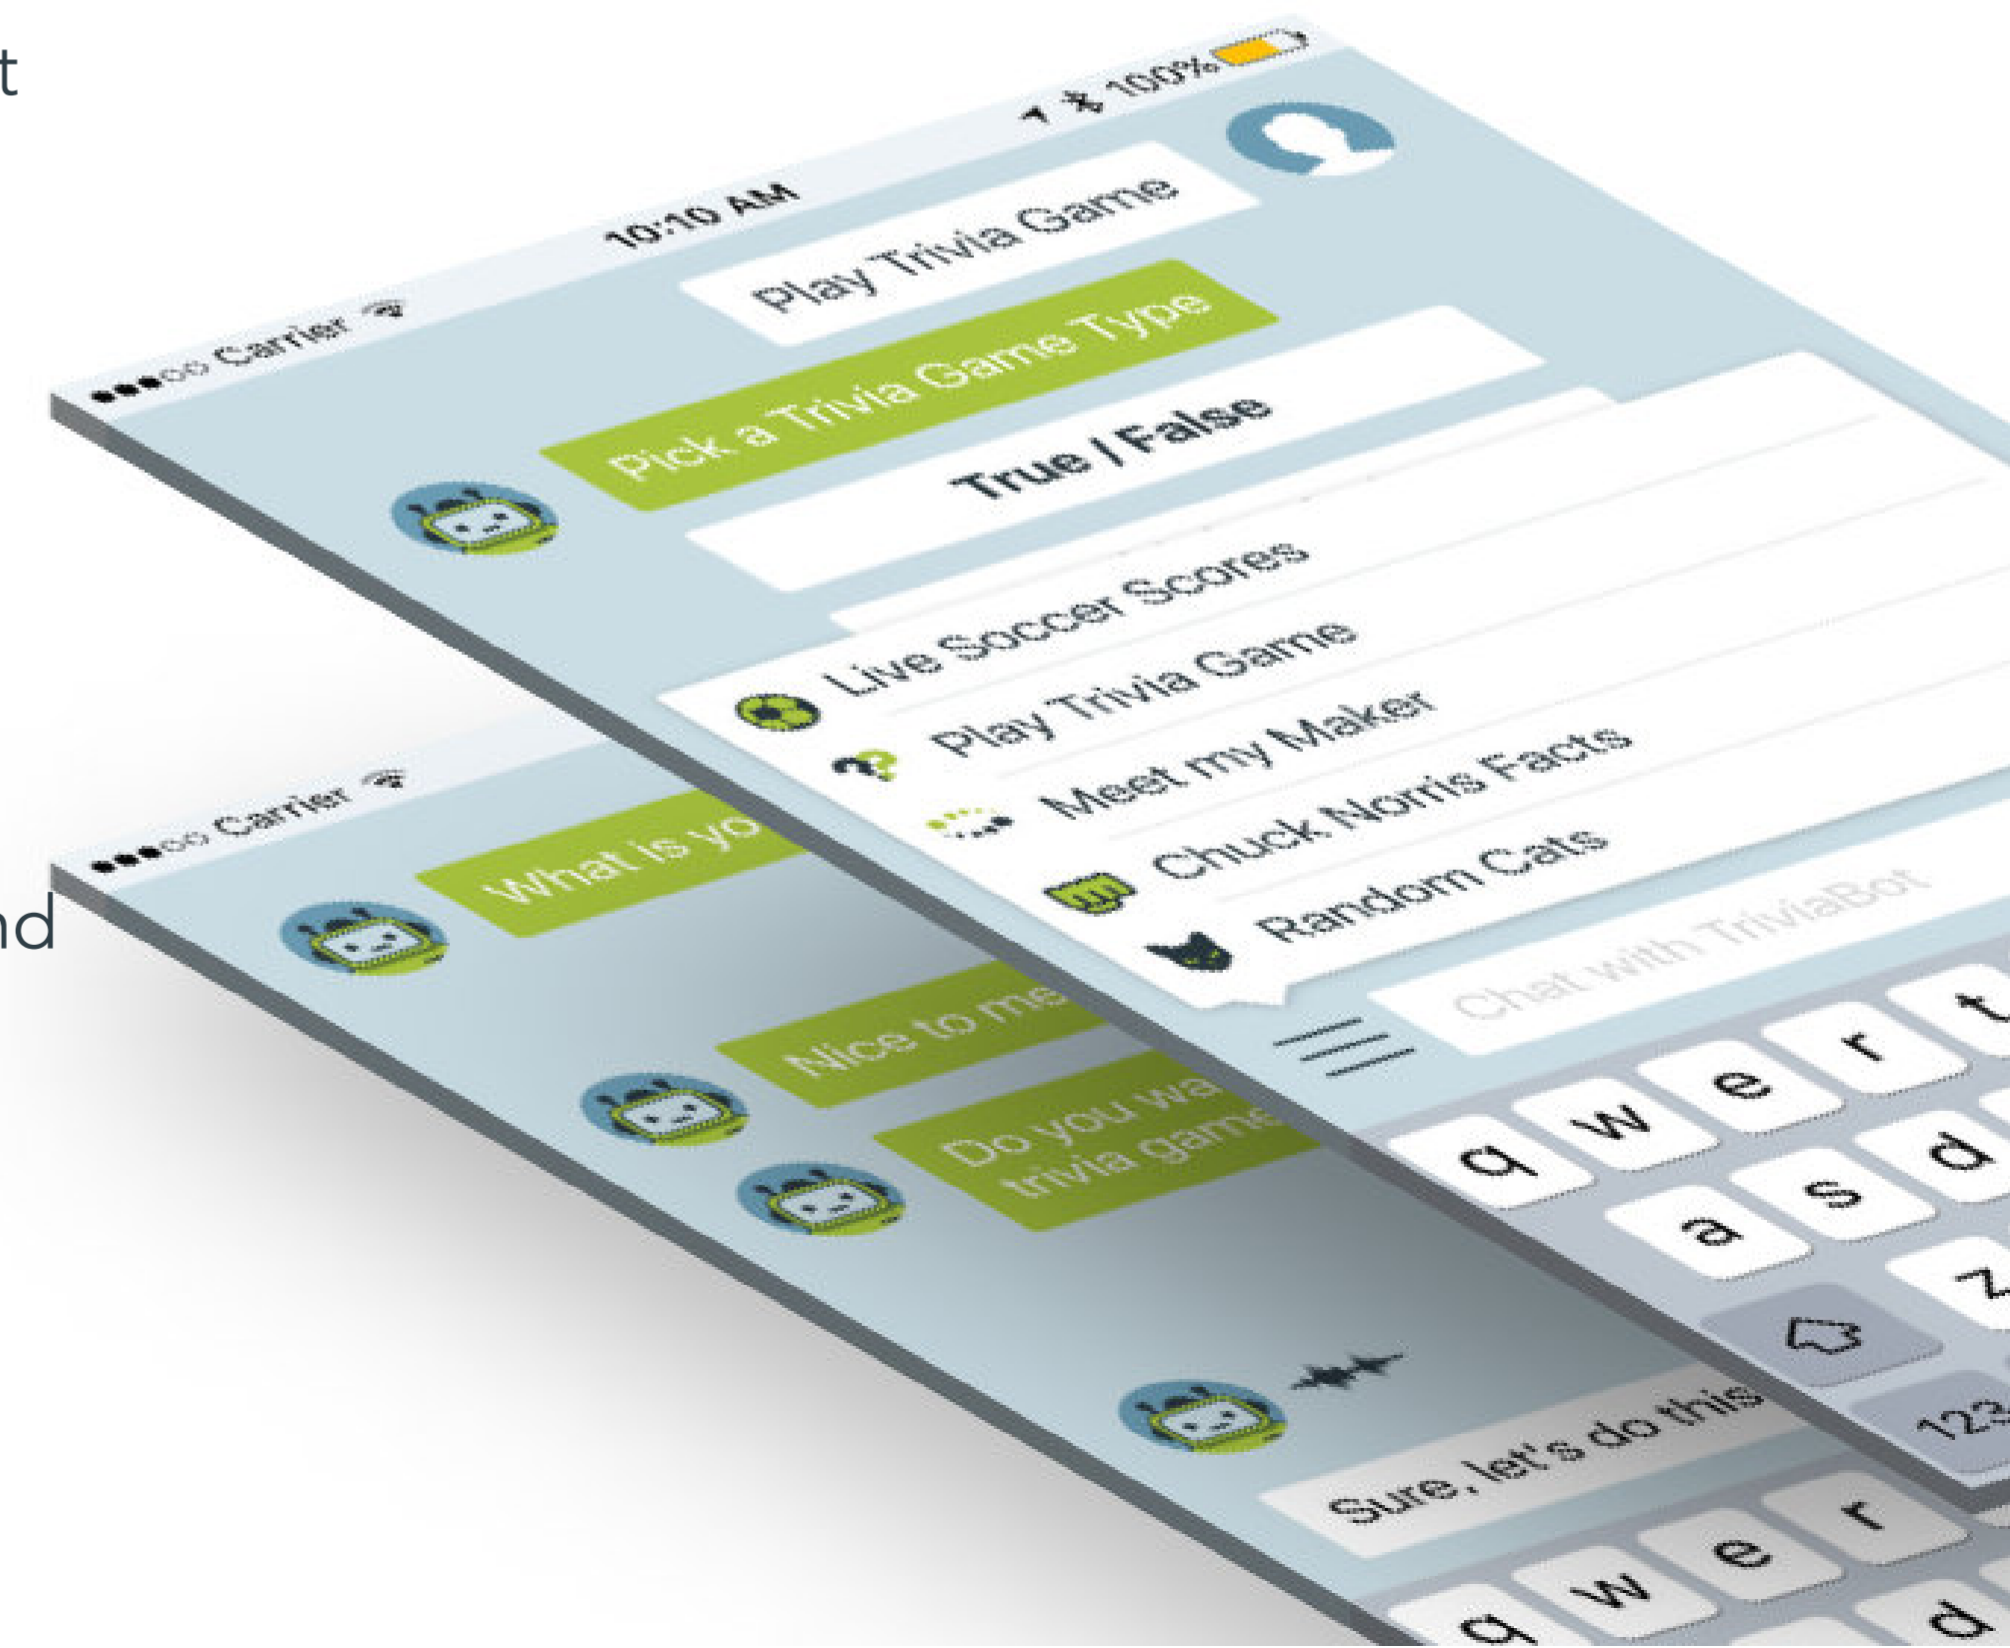 t
nd
Carrier
10:10 AM
100%
Play Trivia Game
Pick a Trivia Game Type
True / False
Live Soccer Scores
Play Trivia Game
Meet my Maker
Chuck Norris Facts
Random Cats
Chat with TriviaBot
q w e r t
a s d
z
123
Carrier
What is yo
Nice to me
Do you wa
trivia game
Sure, let's do this
q w e r
d